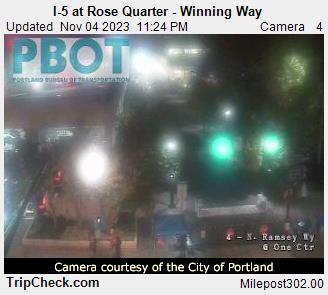 I-5 at Rose Quarter - Winning Way
Updated Nov 04 2023 11:24 PM Camera 4
PBOT
PORTLAND BUREAU OF TRANSPORTATION
4 - N. Ramsey Wy
@ One Ctr
Camera courtesy of the City of Portland
TripCheck.com Milepost302.00